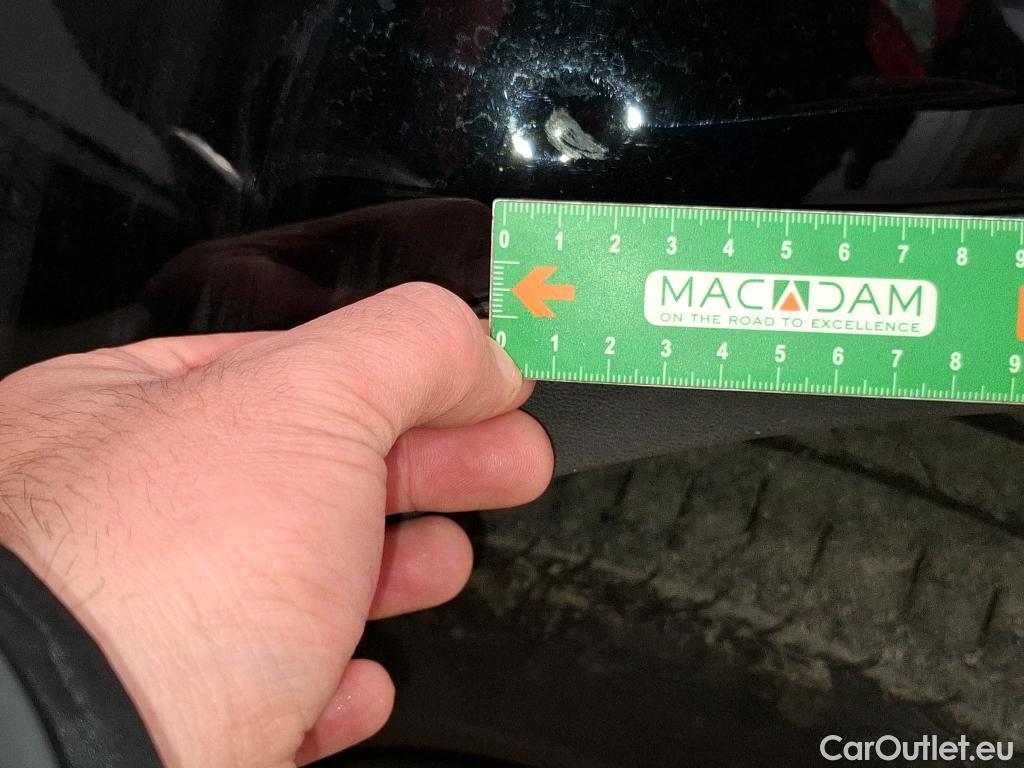 0 1 2 3 4 5 6 7 8 9
MACADAM
ON THE ROAD TO EXCELLENCE
0 1 2 3 4 5 6 7 8 9
CarOutlet.eu